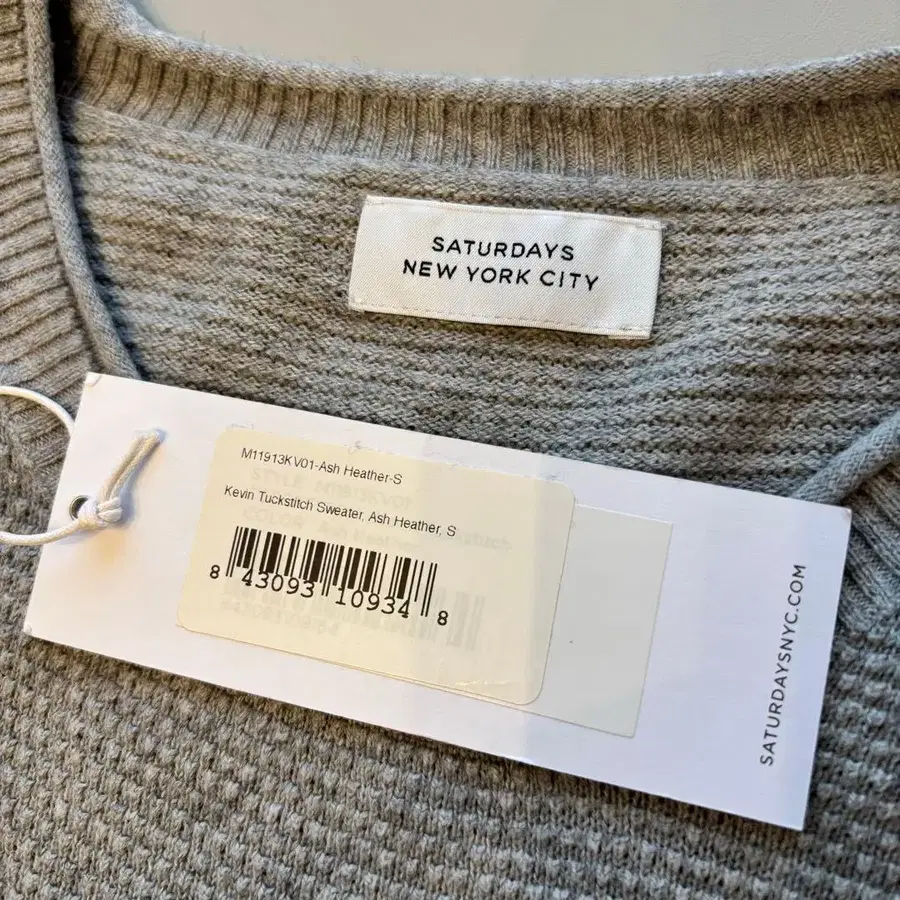 SATURDAYS
NEW YORK CITY
M11913KV01-Ash Heather-S
Kevin Tuckstitch Sweater, Ash Heather, S
8 43093 10934 8
SATURDAYSNYC.COM